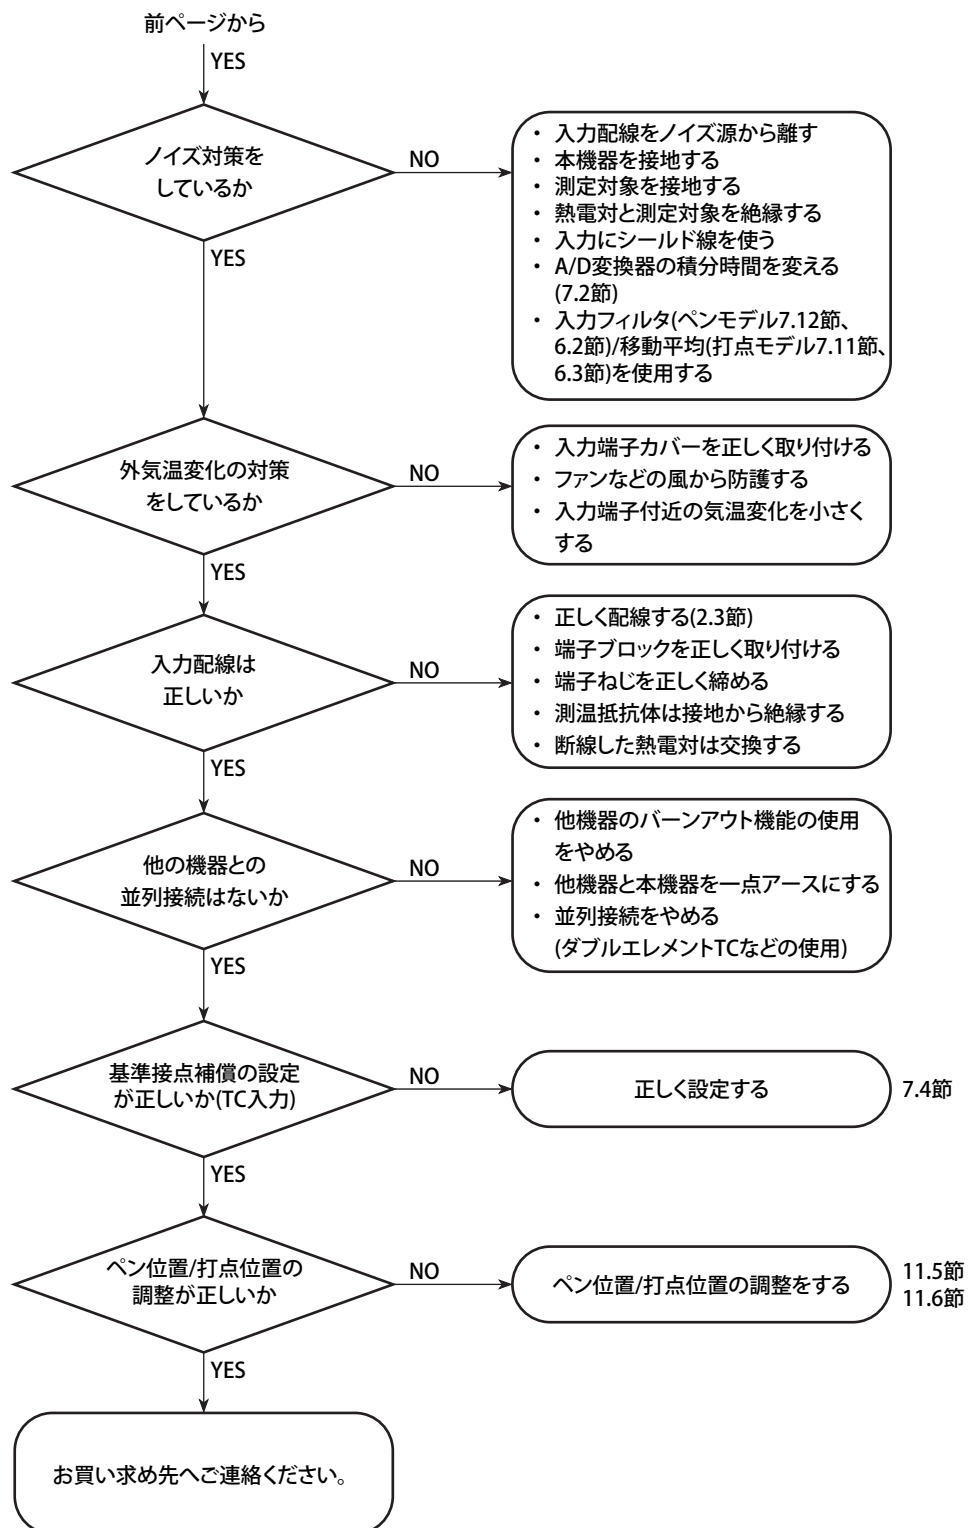 前ページから
YES
ノイズ対策を
しているか
NO
・ 入力配線をノイズ源から離す
・ 本機器を接地する
・ 測定対象を接地する
・ 熱電対と測定対象を絶縁する
・ 入力にシールド線を使う
・ A/D変換器の積分時間を変える
(7.2節)
・ 入力フィルタ(ペンモデル7.12節、
6.2節)/移動平均(打点モデル7.11節、
6.3節)を使用する
YES
外気温変化の対策
をしているか
NO
・ 入力端子カバーを正しく取り付ける
・ ファンなどの風から防護する
・ 入力端子付近の気温変化を小さく
する
YES
入力配線は
正しいか
NO
・ 正しく配線する(2.3節)
・ 端子ブロックを正しく取り付ける
・ 端子ねじを正しく締める
・ 測温抵抗体は接地から絶縁する
・ 断線した熱電対は交換する
YES
他の機器との
並列接続はないか
NO
・ 他機器のバーンアウト機能の使用
をやめる
・ 他機器と本機器を一点アースにする
・ 並列接続をやめる
(ダブルエレメントTCなどの使用)
YES
基準接点補償の設定
が正しいか(TC入力)
NO
正しく設定する
7.4節
YES
ペン位置/打点位置の
調整が正しいか
NO
ペン位置/打点位置の調整をする
11.5節
11.6節
YES
お買い求め先へご連絡ください。